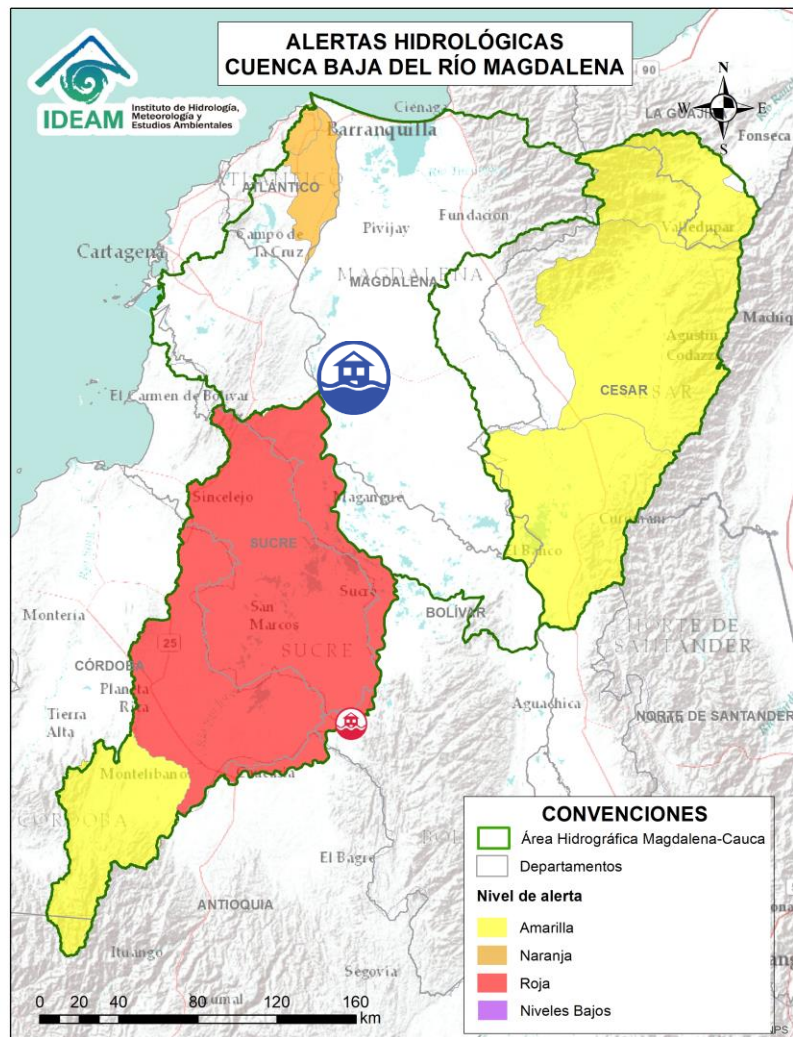 ALERTAS HIDROLÓGICAS
CUENCA BAJA DEL RÍO MAGDALENA
IDEAM
Instituto de Hidrología,
Meteorología y
Estudios Ambientales
90
N
W E
S
Ciénaga
LA GUAJIRA
Fonseca
Barranquilla
ATLÁNTICO
Valledupar
Pivijay
Fundación
Campo de
la Cruz
Cartagena
MAGDALENA
MAGDALENA
Agustín
Codazzi
CESAR
El Carmen de Bolívar
Sincelejo
Magangué
SUCRE
El Banco
Sucre
San
Marcos
BOLÍVAR
Montería
25
SUCRE
NORTE DE
SANTANDER
CÓRDOBA
Planeta
Rica
Aguachica
Tierra
Alta
NORTE DE SANTANDER
Montelíbano
CÓRDOBA
El Bagre
ANTIOQUIA
Ituango
Segovia
CONVENCIONES
Área Hidrográfica Magdalena-Cauca
Departamentos
Nivel de alerta
Amarilla
Naranja
Roja
Niveles Bajos
0 20 40 80 120 160
km